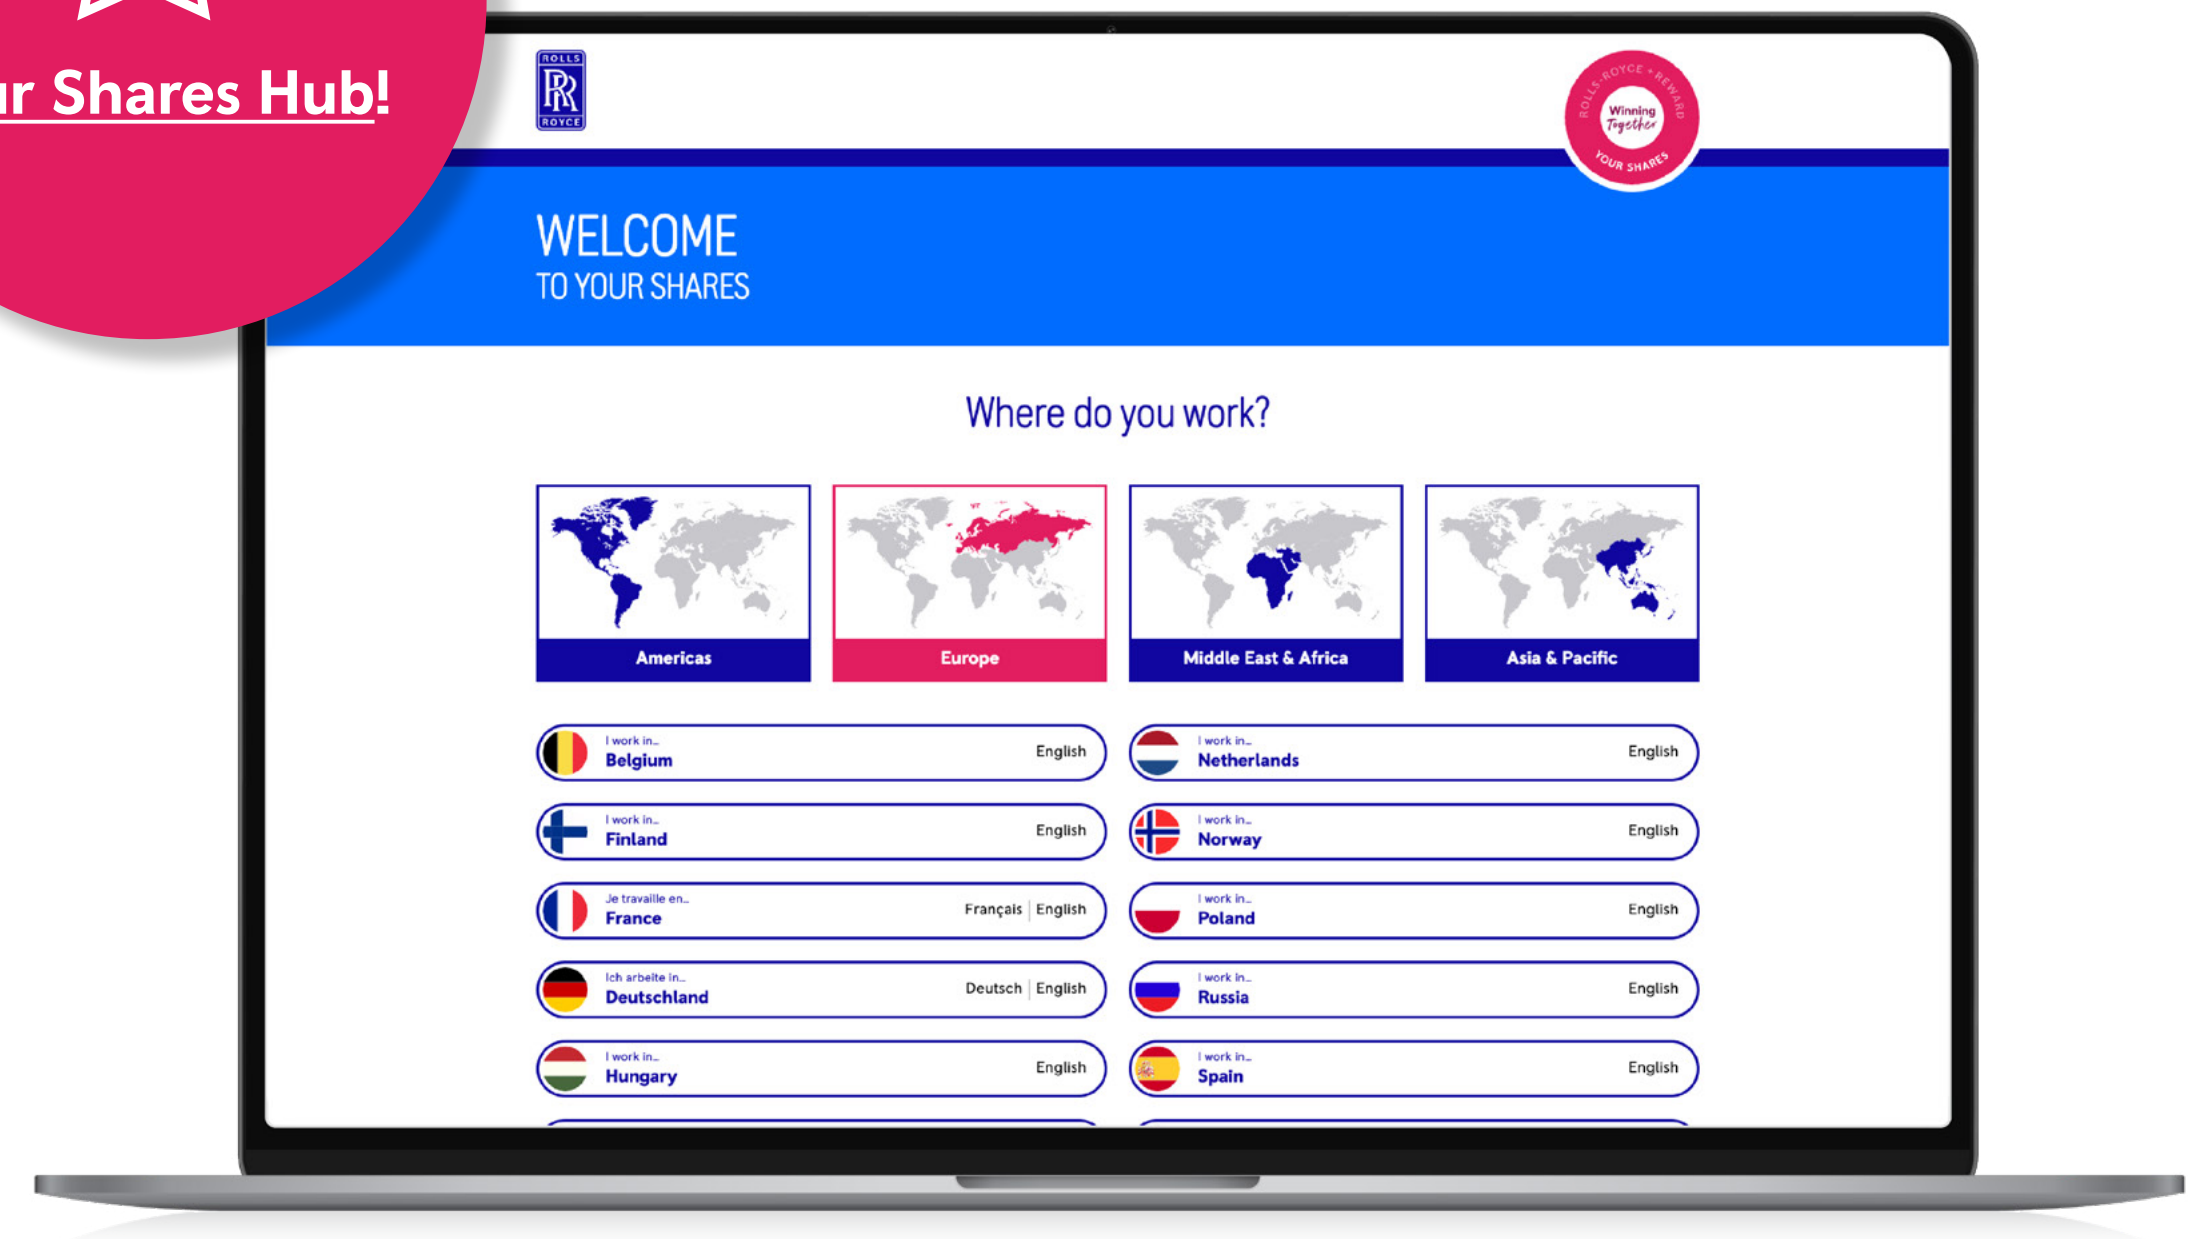 Shares Hub!
ROLLS
RR
ROYCE
ROLLS-ROYCE + REWARD
Winning
Together
YOUR SHARES
WELCOME
TO YOUR SHARES
Where do you work?
Americas
Europe
Middle East & Africa
Asia & Pacific
I work in...
Belgium
English
I work in...
Netherlands
English
I work in...
Finland
English
I work in...
Norway
English
Je travaille en...
France
Français | English
I work in...
Poland
English
Ich arbeite in...
Deutschland
Deutsch | English
I work in...
Russia
English
I work in...
Hungary
English
I work in...
Spain
English